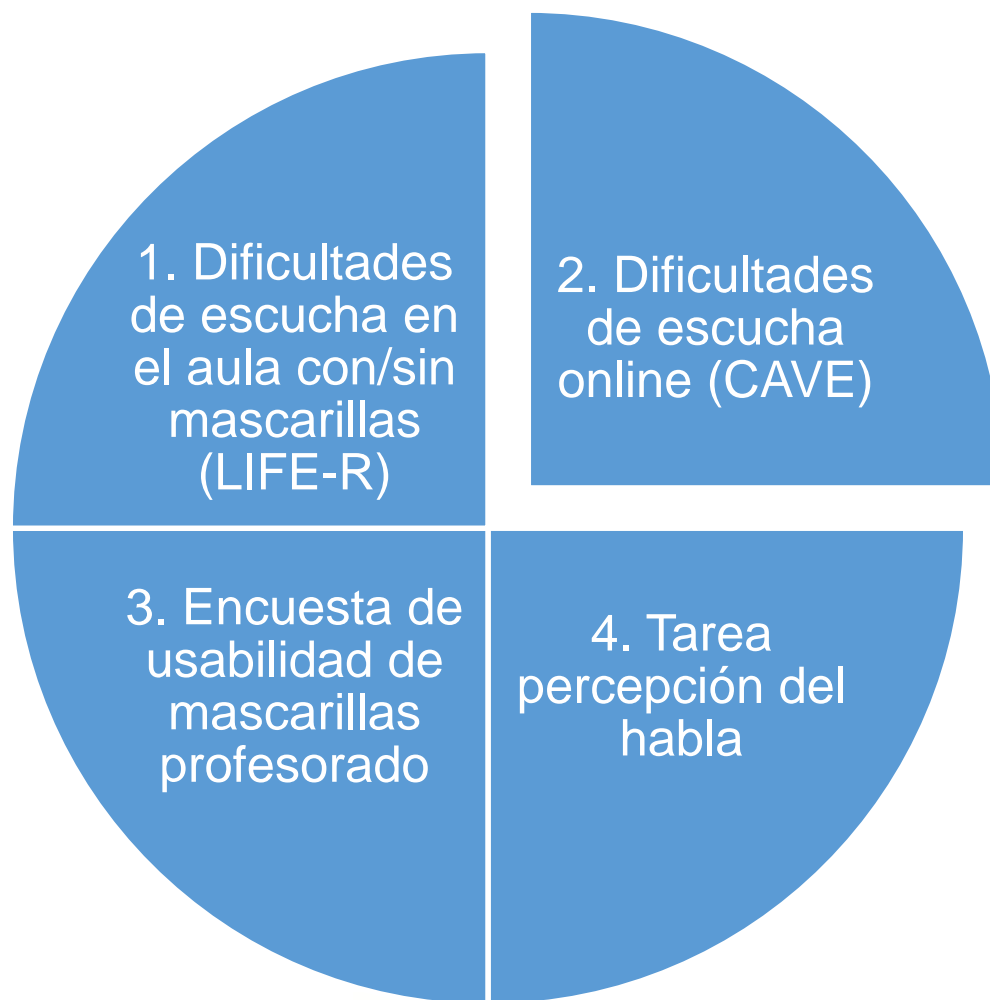 1. Dificultades
de escucha en
el aula con/sin
mascarillas
(LIFE-R)
2. Dificultades
de escucha
online (CAVE)
3. Encuesta de
usabilidad de
mascarillas
profesorado
4. Tarea
percepción del
habla